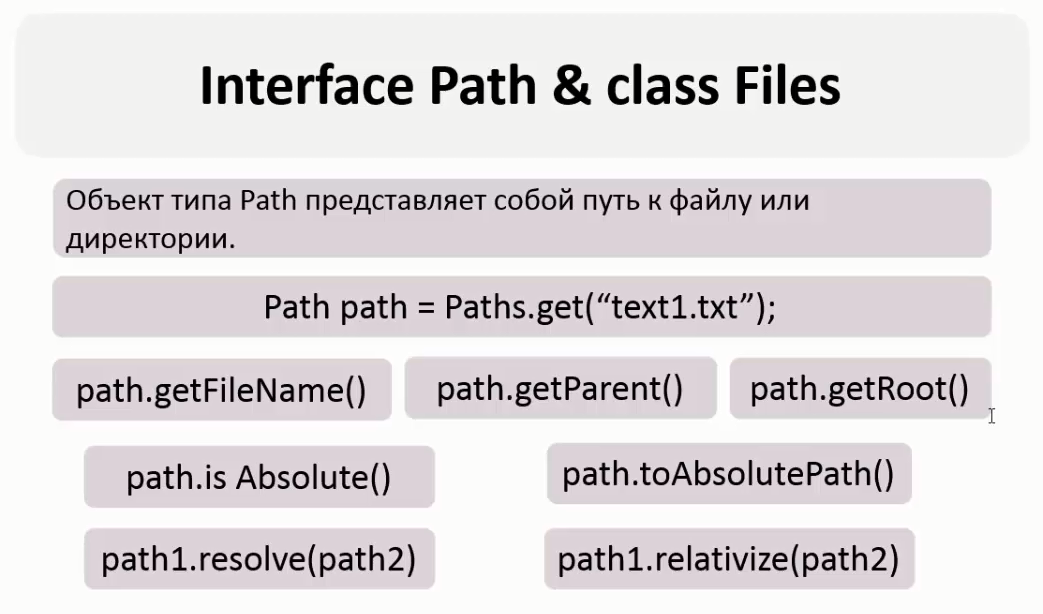 Interface Path & class Files
Объект типа Path представляет собой путь к файлу или
директории.
Path path = Paths.get(“text1.txt”);
path.getFileName()
path.getParent()
path.getRoot()
path.is Absolute()
path.toAbsolutePath()
path1.resolve(path2)
path1.relativize(path2)